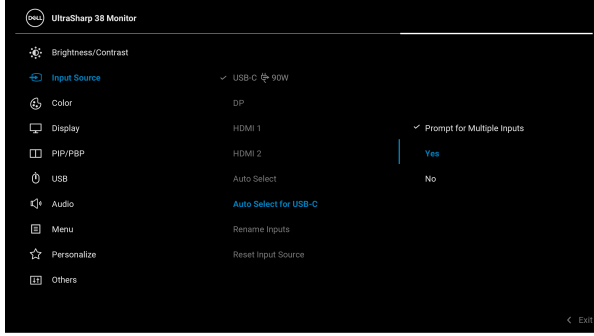 DELL
UltraSharp 38 Monitor
Brightness/Contrast
Input Source
Color
Display
PIP/PBP
USB
Audio
Menu
Personalize
Others
USB-C 90W
DP
HDMI 1
HDMI 2
Auto Select
Auto Select for USB-C
Rename Inputs
Reset Input Source
Prompt for Multiple Inputs
Yes
No
Exit